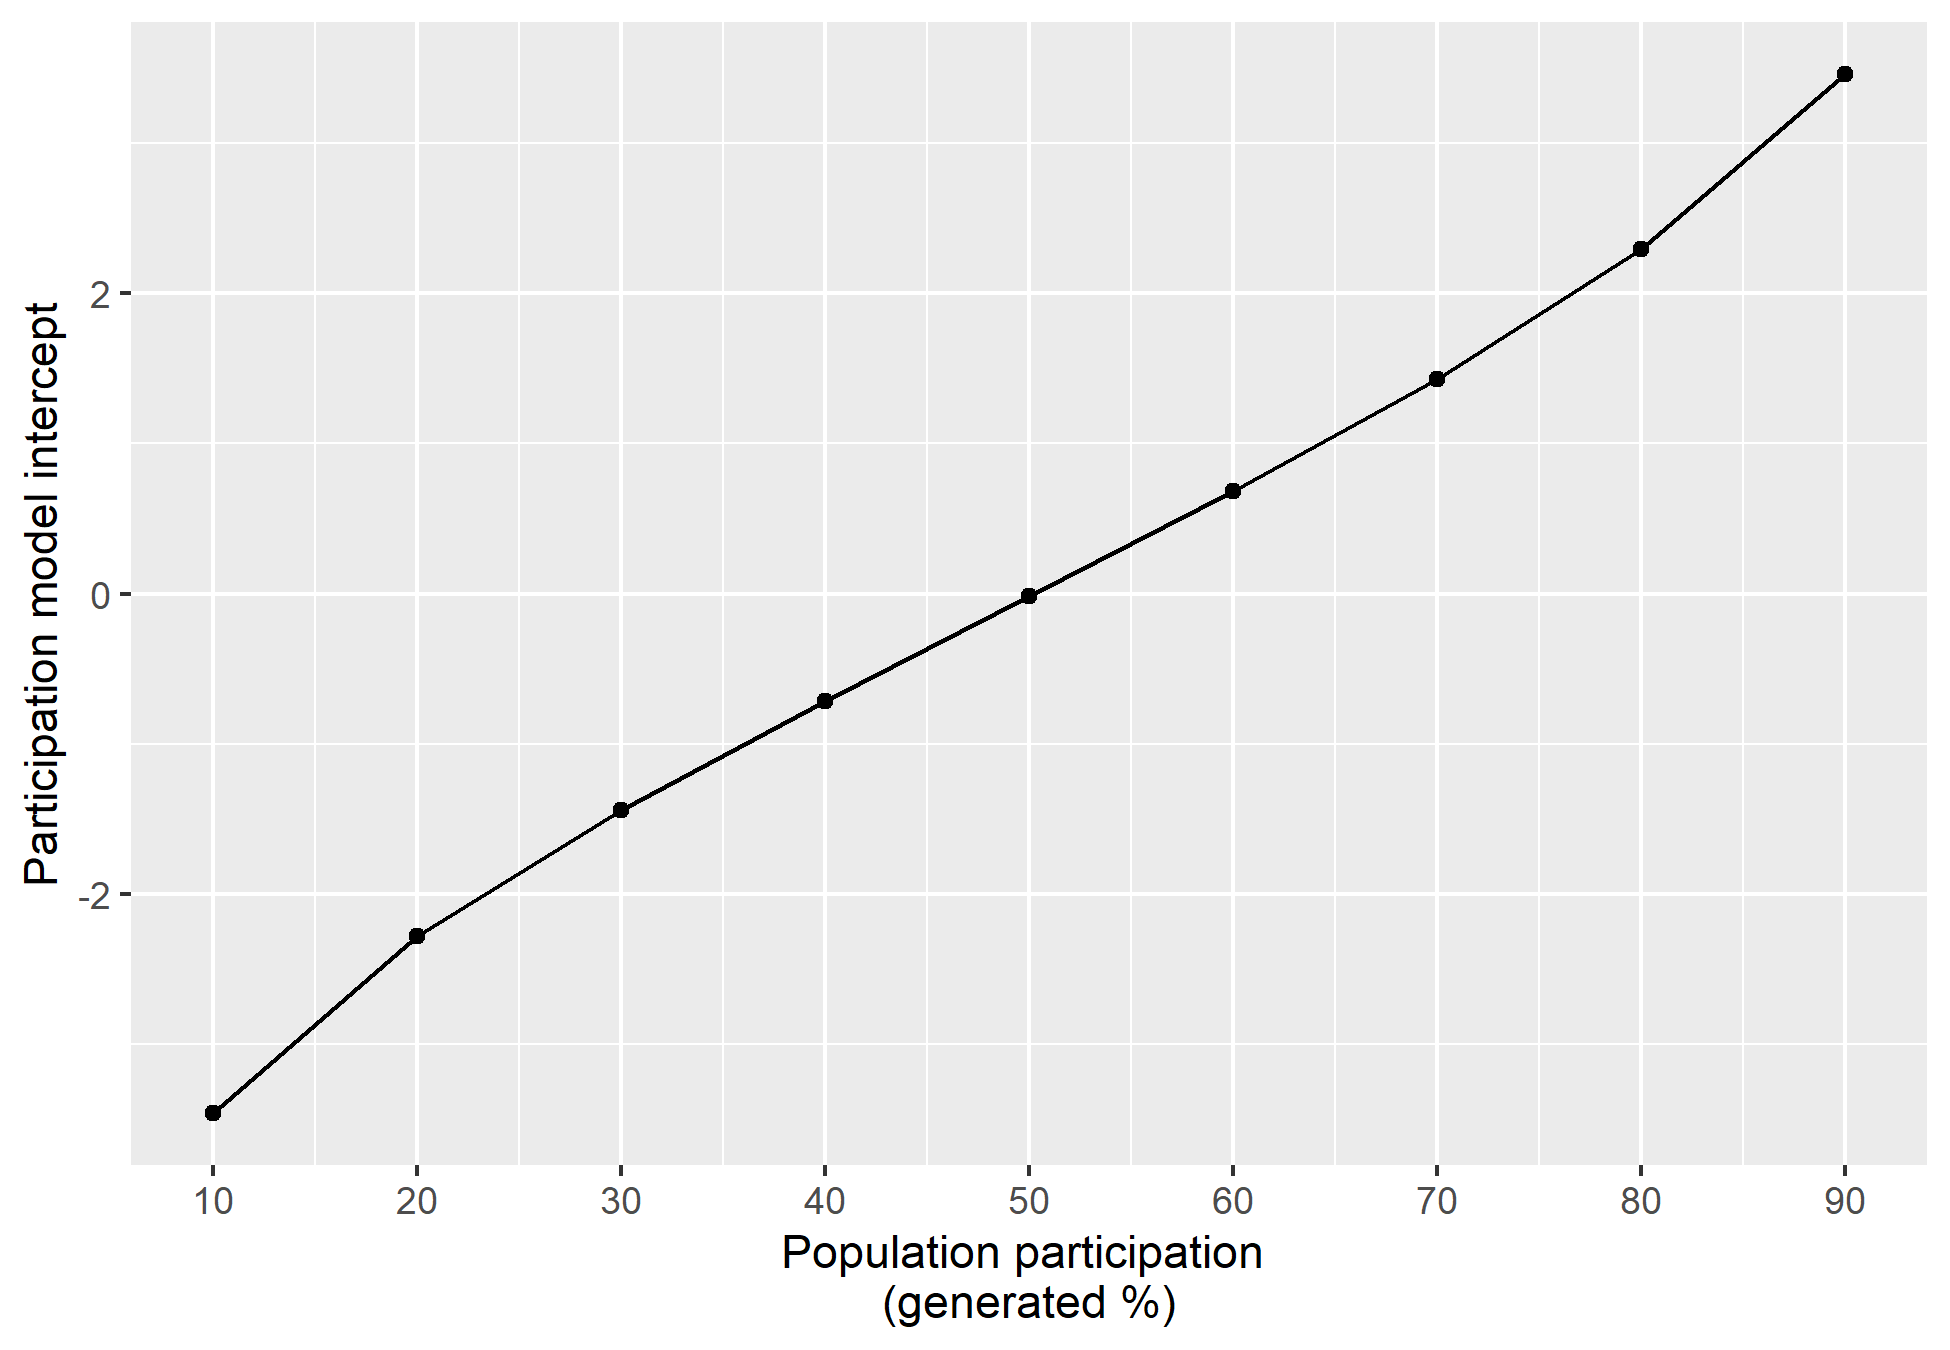 Participation model intercept
2
0
-2
10 20 30 40 50 60 70 80 90
Population participation
(generated %)